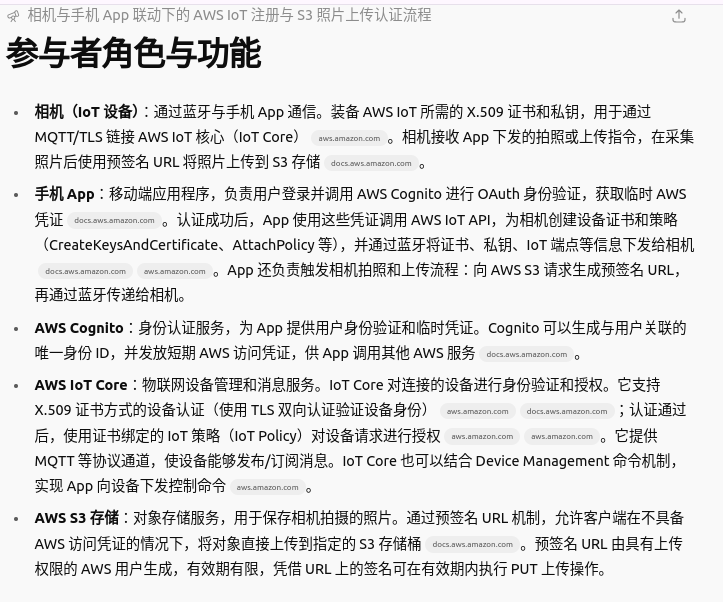 相机与手机 App 联动下的 AWS IoT 注册与 S3 照片上传认证流程
参与者角色与功能
• 相机（IoT 设备）：通过蓝牙与手机 App 通信。装备 AWS IoT 所需的 X.509 证书和私钥，用于通过
MQTT/TLS 链接 AWS IoT 核心（IoT Core） aws.amazon.com 。相机接收 App 下发的拍照或上传指令，在采集
照片后使用预签名 URL 将照片上传到 S3 存储 docs.aws.amazon.com 。
• 手机 App：移动端应用程序，负责用户登录并调用 AWS Cognito 进行 OAuth 身份验证，获取临时 AWS
凭证 docs.aws.amazon.com 。认证成功后，App 使用这些凭证调用 AWS IoT API，为相机创建设备证书和策略
（CreateKeysAndCertificate、AttachPolicy 等），并通过蓝牙将证书、私钥、IoT 端点等信息下发给相机
docs.aws.amazon.com aws.amazon.com 。App 还负责触发相机拍照和上传流程：向 AWS S3 请求生成预签名 URL，
再通过蓝牙传递给相机。
• AWS Cognito：身份认证服务，为 App 提供用户身份验证和临时凭证。Cognito 可以生成与用户关联的
唯一身份 ID，并发放短期 AWS 访问凭证，供 App 调用其他 AWS 服务 docs.aws.amazon.com 。
• AWS IoT Core：物联网设备管理和消息服务。IoT Core 对连接的设备进行身份验证和授权。它支持
X.509 证书方式的设备认证（使用 TLS 双向认证验证设备身份） aws.amazon.com docs.aws.amazon.com ；认证通过
后，使用证书绑定的 IoT 策略（IoT Policy）对设备请求进行授权 aws.amazon.com aws.amazon.com 。它提供
MQTT 等协议通道，使设备能够发布/订阅消息。IoT Core 也可以结合 Device Management 命令机制，
实现 App 向设备下发控制命令 aws.amazon.com 。
• AWS S3 存储：对象存储服务，用于保存相机拍摄的照片。通过预签名 URL 机制，允许客户端在不具备
AWS 访问凭证的情况下，将对象直接上传到指定的 S3 存储桶 docs.aws.amazon.com 。预签名 URL 由具有上传
权限的 AWS 用户生成，有效期有限，凭借 URL 上的签名可在有效期内执行 PUT 上传操作。